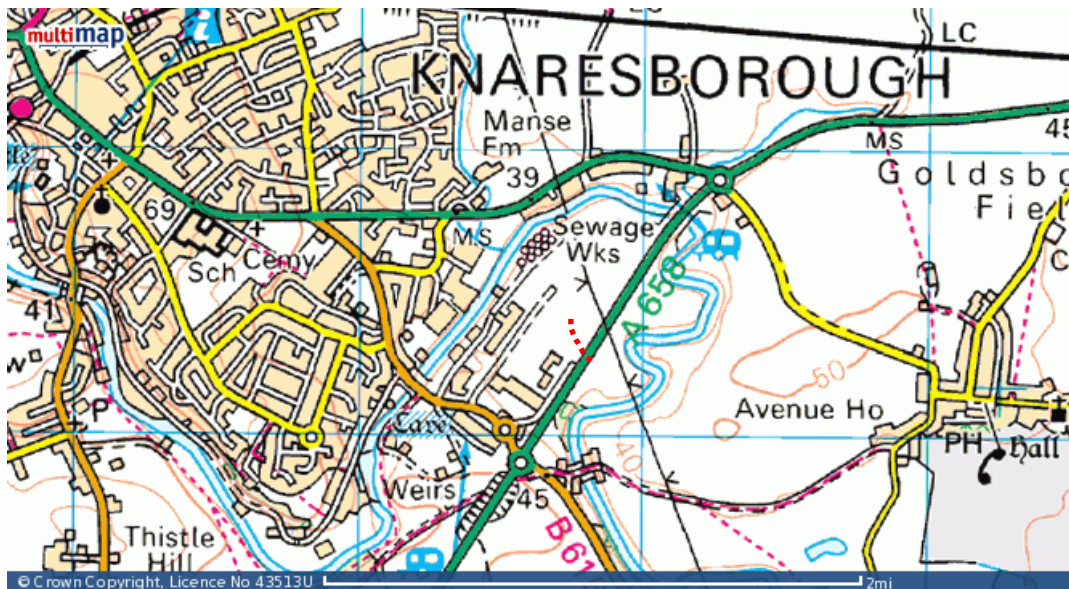 multimap
i
LC
KNARESBOROUGH
Manse
Fm
MS
45
39
Goldsbo
Fiel
69
MS
Sewage
Wks
Sch
Cemy
A 658
C
41
50
P
Avenue Ho
Cave
40
PH
Hall
Weirs
45
B 61
Thistle
Hill
© Crown Copyright, Licence No 43513U
2mi